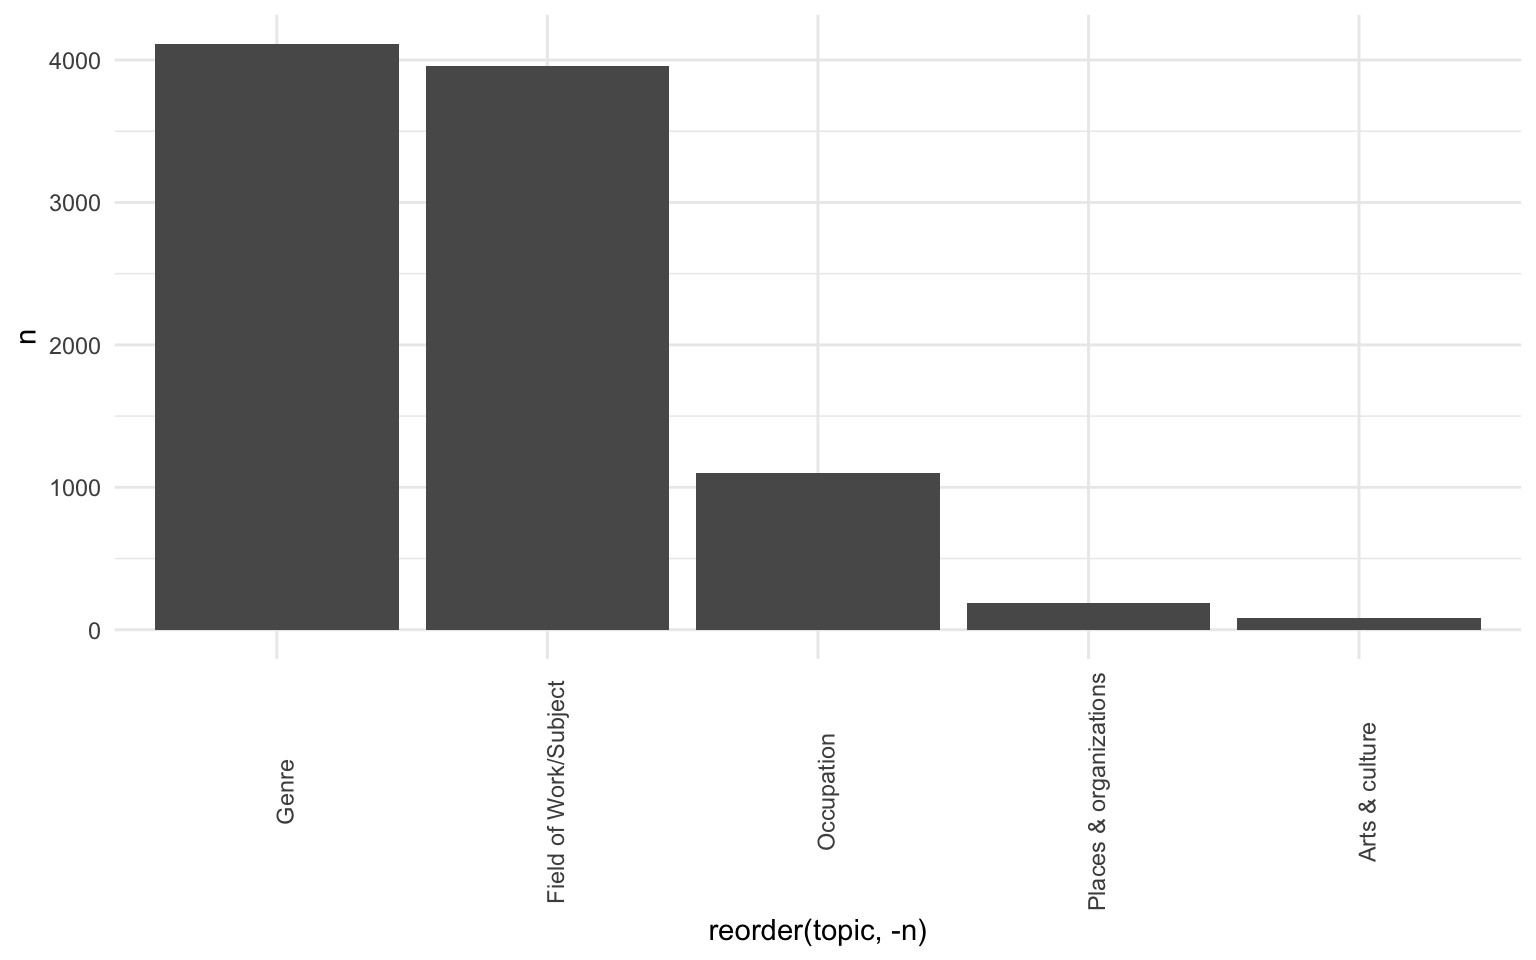 4000
3000
2000
1000
0
n
Genre
Field of Work/Subject
Occupation
Places & organizations
Arts & culture
reorder(topic, -n)